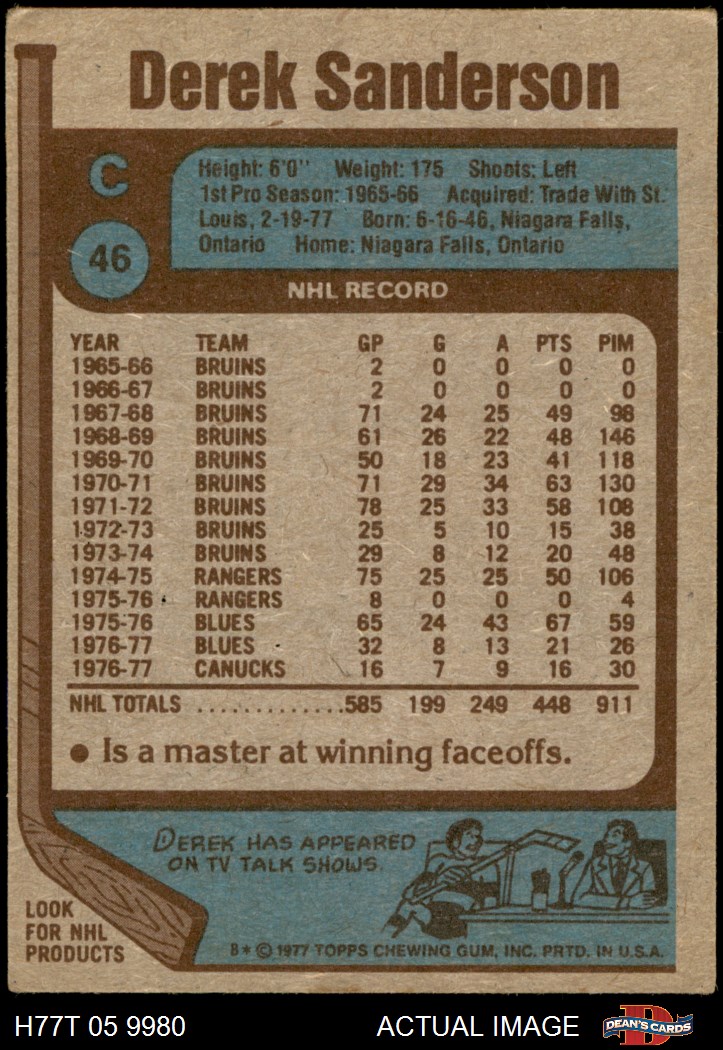 Derek Sanderson
C
46
Height: 6'0" Weight: 175 Shoots: Left
1st Pro Season: 1965-66 Acquired: Trade With St.
Louis, 2-19-77 Born: 6-16-46, Niagara Falls,
Ontario Home: Niagara Falls, Ontario
NHL RECORD
YEAR TEAM GP G A PTS PIM
1965-66 BRUINS 2 0 0 0 0
1966-67 BRUINS 2 0 0 0 0
1967-68 BRUINS 71 24 25 49 98
1968-69 BRUINS 61 26 22 48 146
1969-70 BRUINS 50 18 23 41 118
1970-71 BRUINS 71 29 34 63 130
1971-72 BRUINS 78 25 33 58 108
1972-73 BRUINS 25 5 10 15 38
1973-74 BRUINS 29 8 12 20 48
1974-75 RANGERS 75 25 25 50 106
1975-76 RANGERS 8 0 0 0 4
1975-76 BLUES 65 24 43 67 59
1976-77 BLUES 32 8 13 21 26
1976-77 CANUCKS 16 7 9 16 30
NHL TOTALS .............585 199 249 448 911
● Is a master at winning faceoffs.
DEREK HAS APPEARED
ON TV TALK SHOWS.
LOOK
FOR NHL
PRODUCTS
B* © 1977 TOPPS CHEWING GUM, INC. PRTD. IN U.S.A.
H77T 05 9980 ACTUAL IMAGE
D
DEAN'S CARDS